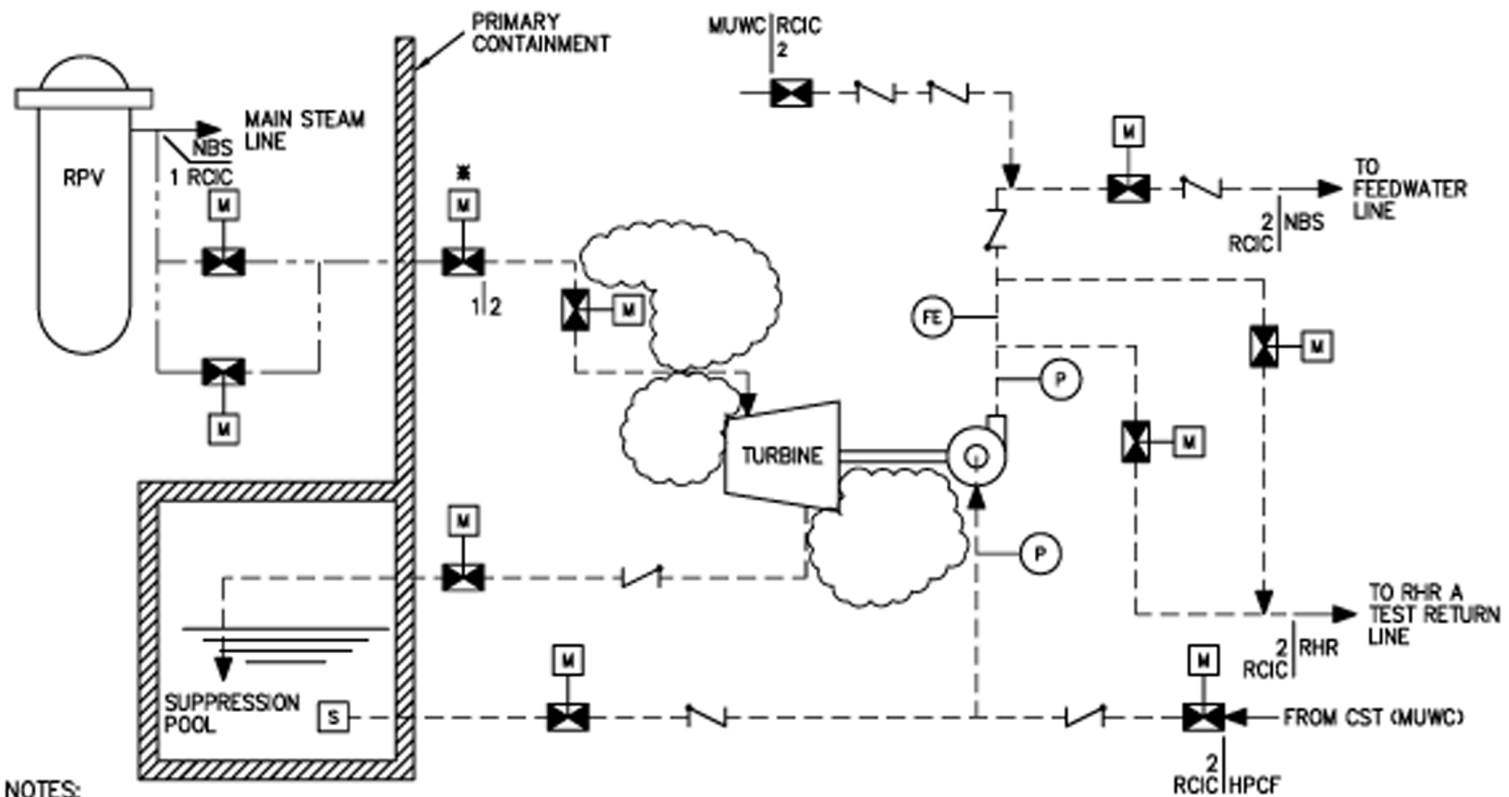 PRIMARY
CONTAINMENT
MUWC RCIC
2
MAIN STEAM
LINE
NBS
1 RCIC
RPV
M
*
M
M
TO
FEEDWATER
LINE
2 NBS
RCIC
1 2
M
FE
M
M
P
TURBINE
M
M
P
TO RHR A
TEST RETURN
LINE
2 RHR
RCIC
M
M
SUPPRESSION
POOL
S
FROM CST (MUWC)
2
RCIC HPCF
NOTES: